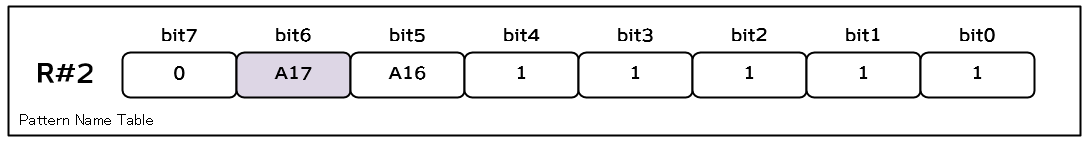 bit7 bit6 bit5 bit4 bit3 bit2 bit1 bit0
R#2 0 A17 A16 1 1 1 1 1
Pattern Name Table